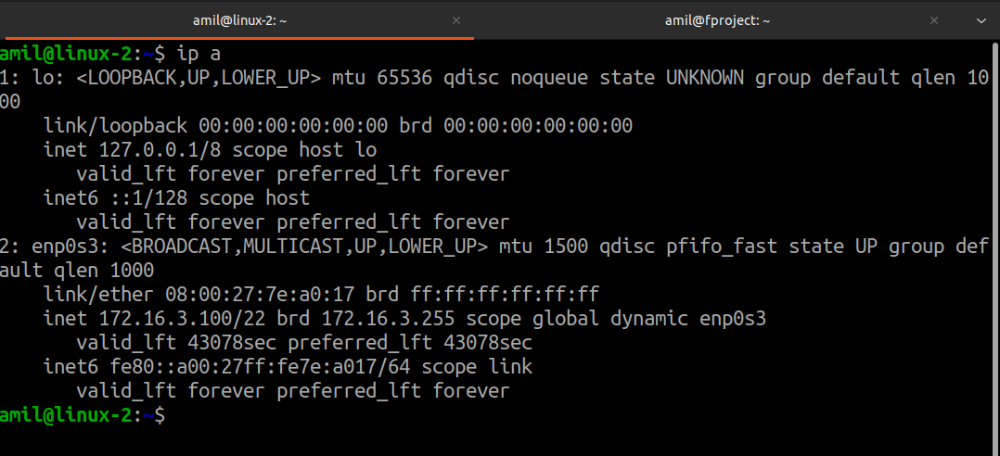 amil@linux-2: ~ × amil@fproject: ~ ×
amil@linux-2:~$ ip a
1: lo: <LOOPBACK,UP,LOWER_UP> mtu 65536 qdisc noqueue state UNKNOWN group default qlen 10
00
    link/loopback 00:00:00:00:00:00 brd 00:00:00:00:00:00
    inet 127.0.0.1/8 scope host lo
       valid_lft forever preferred_lft forever
    inet6 ::1/128 scope host
       valid_lft forever preferred_lft forever
2: enp0s3: <BROADCAST,MULTICAST,UP,LOWER_UP> mtu 1500 qdisc pfifo_fast state UP group def
ault qlen 1000
    link/ether 08:00:27:7e:a0:17 brd ff:ff:ff:ff:ff:ff
    inet 172.16.3.100/22 brd 172.16.3.255 scope global dynamic enp0s3
       valid_lft 43078sec preferred_lft 43078sec
    inet6 fe80::a00:27ff:fe7e:a017/64 scope link
       valid_lft forever preferred_lft forever
amil@linux-2:~$